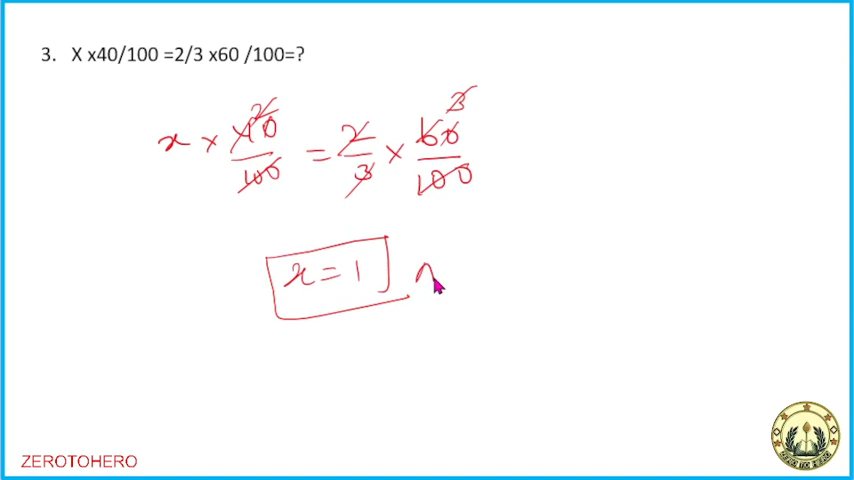 3. X x40/100 =2/3 x60 /100=?
2 3
x × 40/100 = 2/3 × 60/100
x = 1
ZEROTOHERO